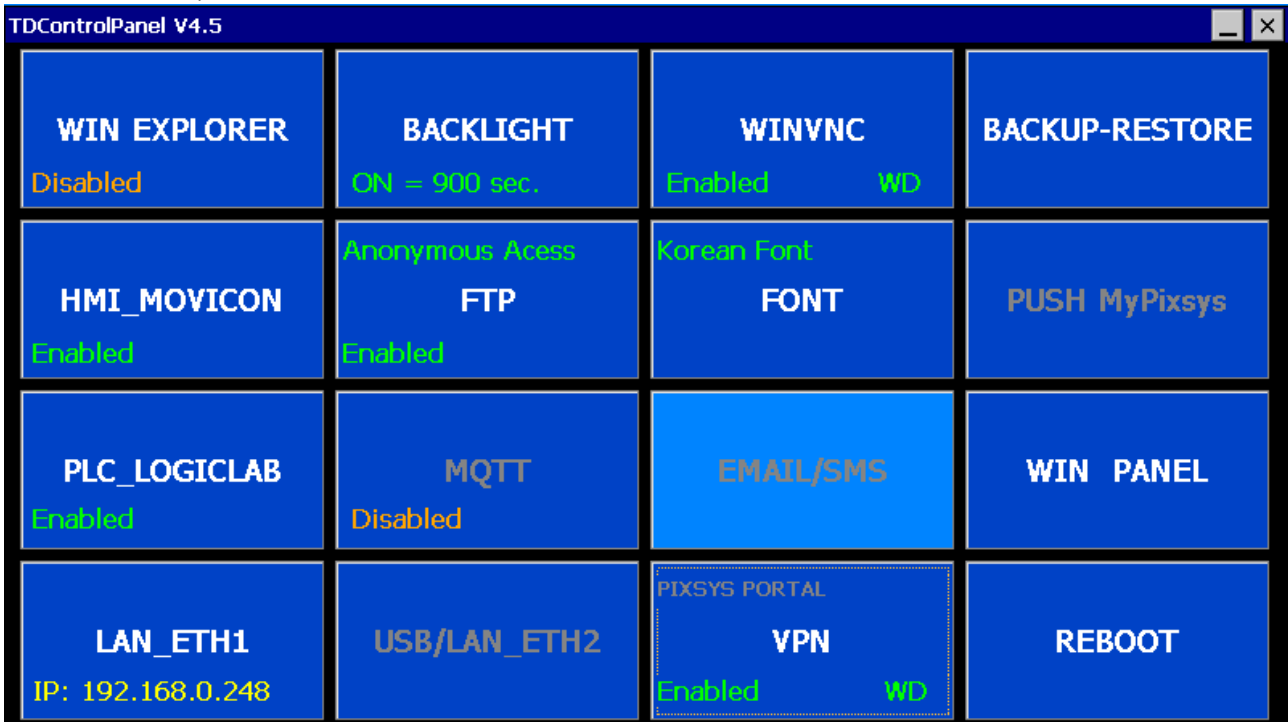 TDControlPanel V4.5
WIN EXPLORER
Disabled
BACKLIGHT
ON = 900 sec.
WINVNC
Enabled WD
BACKUP-RESTORE
HMI_MOVICON
Enabled
Anonymous Acess
FTP
Enabled
Korean Font
FONT
PUSH MyPixsys
PLC_LOGICLAB
Enabled
MQTT
Disabled
EMAIL/SMS
WIN PANEL
LAN_ETH1
IP: 192.168.0.248
USB/LAN_ETH2
PIXSYS PORTAL
VPN
Enabled WD
REBOOT